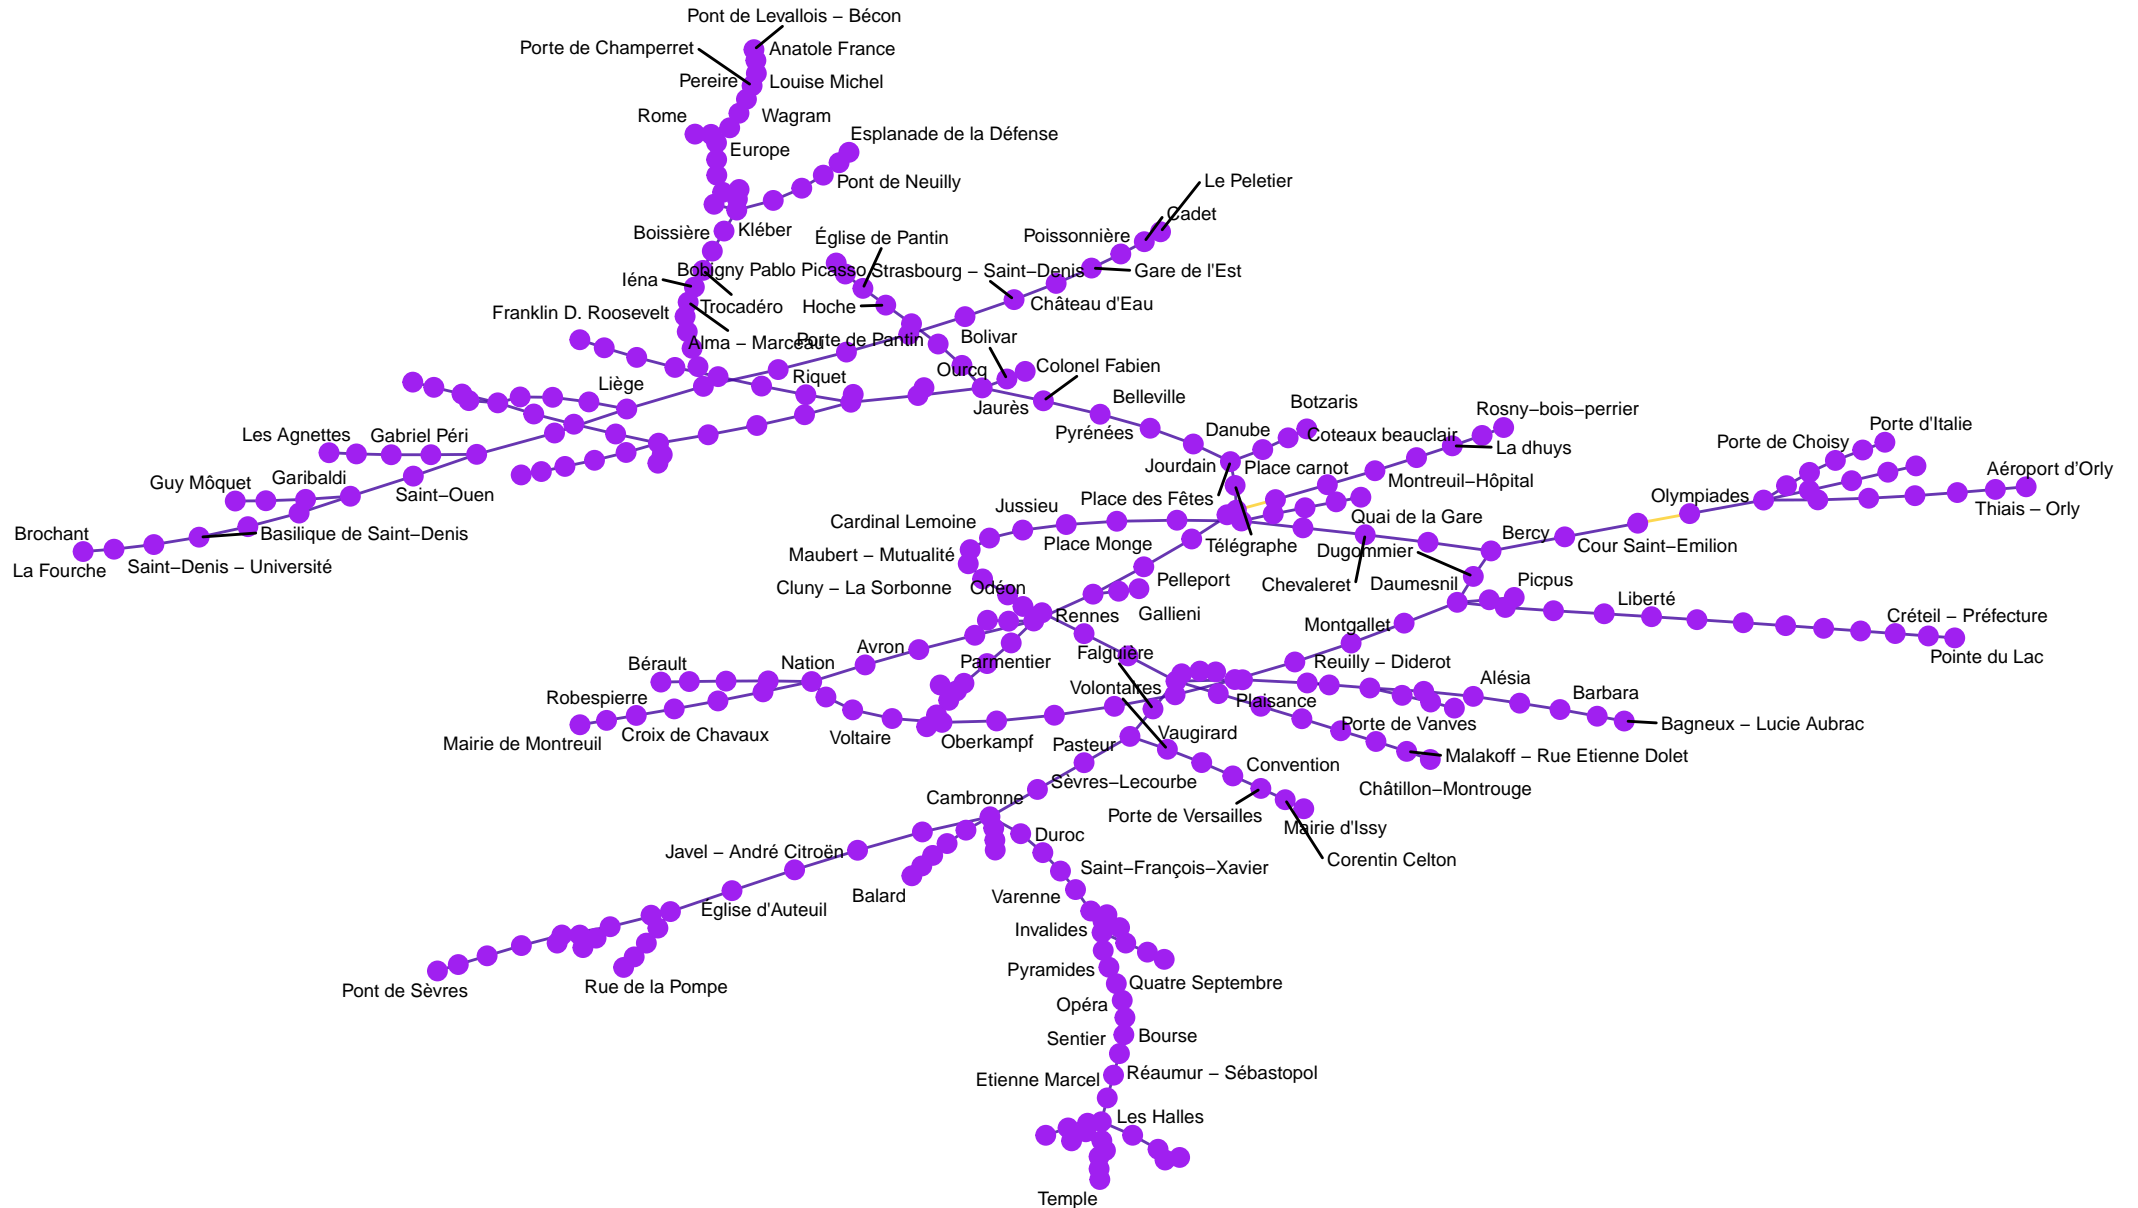 Pont de Levallois – Bécon
Porte de Champerret
Anatole France
Pereire
Louise Michel
Rome
Wagram
Esplanade de la Défense
Europe
Pont de Neuilly
Le Peletier
Cadet
Boissière
Kléber
Église de Pantin
Poissonnière
Iéna
Bobigny Pablo Picasso
Strasbourg – Saint–Denis
Gare de l'Est
Franklin D. Roosevelt
Trocadéro
Hoche
Château d'Eau
Alma – Marceau
Porte de Pantin
Bolivar
Colonel Fabien
Liège
Riquet
Ourcq
Jaurès
Belleville
Botzaris
Rosny–bois–perrier
Les Agnettes
Gabriel Péri
Pyrénées
Danube
Coteaux beauclair
La dhuys
Porte de Choisy
Porte d'Italie
Guy Môquet
Garibaldi
Saint–Ouen
Jourdain
Place carnot
Montreuil–Hôpital
Aéroport d'Orly
Jussieu
Place des Fêtes
Olympiades
Thiais – Orly
Brochant
Basilique de Saint–Denis
Cardinal Lemoine
Quai de la Gare
Bercy
Cour Saint–Emilion
La Fourche
Saint–Denis – Université
Maubert – Mutualité
Place Monge
Télégraphe
Dugommier
Cluny – La Sorbonne
Odéon
Pelleport
Chevaleret
Daumesnil
Picpus
Gallieni
Liberté
Rennes
Montgallet
Créteil – Préfecture
Avron
Parmentier
Falguière
Reuilly – Diderot
Pointe du Lac
Bérault
Nation
Volontaires
Plaisance
Alésia
Barbara
Robespierre
Mairie de Montreuil
Croix de Chavaux
Voltaire
Oberkampf
Pasteur
Vaugirard
Porte de Vanves
Bagneux – Lucie Aubrac
Malakoff – Rue Etienne Dolet
Sèvres–Lecourbe
Convention
Châtillon–Montrouge
Cambronne
Porte de Versailles
Mairie d'Issy
Javel – André Citroën
Duroc
Corentin Celton
Balard
Saint–François–Xavier
Varenne
Église d'Auteuil
Invalides
Pont de Sèvres
Rue de la Pompe
Pyramides
Quatre Septembre
Opéra
Sentier
Bourse
Etienne Marcel
Réaumur – Sébastopol
Les Halles
Temple